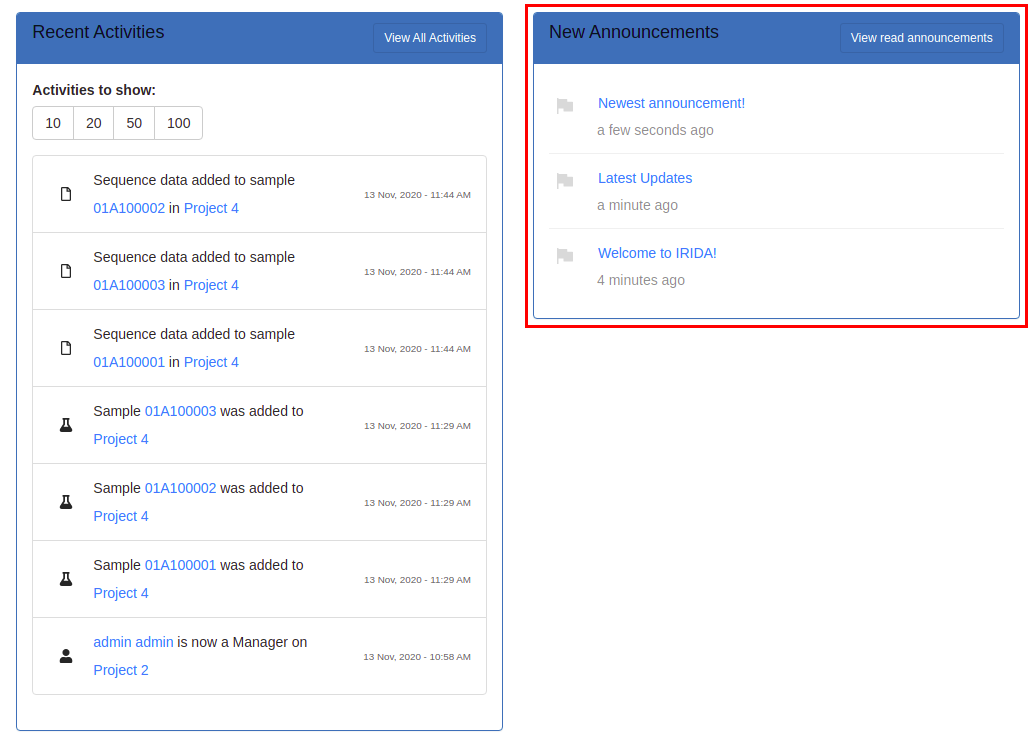 Recent Activities
View All Activities
Activities to show:
10 20 50 100
Sequence data added to sample
01A100002 in Project 4
13 Nov, 2020 - 11:44 AM
Sequence data added to sample
01A100003 in Project 4
13 Nov, 2020 - 11:44 AM
Sequence data added to sample
01A100001 in Project 4
13 Nov, 2020 - 11:44 AM
Sample 01A100003 was added to
Project 4
13 Nov, 2020 - 11:29 AM
Sample 01A100002 was added to
Project 4
13 Nov, 2020 - 11:29 AM
Sample 01A100001 was added to
Project 4
13 Nov, 2020 - 11:29 AM
admin admin is now a Manager on
Project 2
13 Nov, 2020 - 10:58 AM
New Announcements
View read announcements
Newest announcement!
a few seconds ago
Latest Updates
a minute ago
Welcome to IRIDA!
4 minutes ago